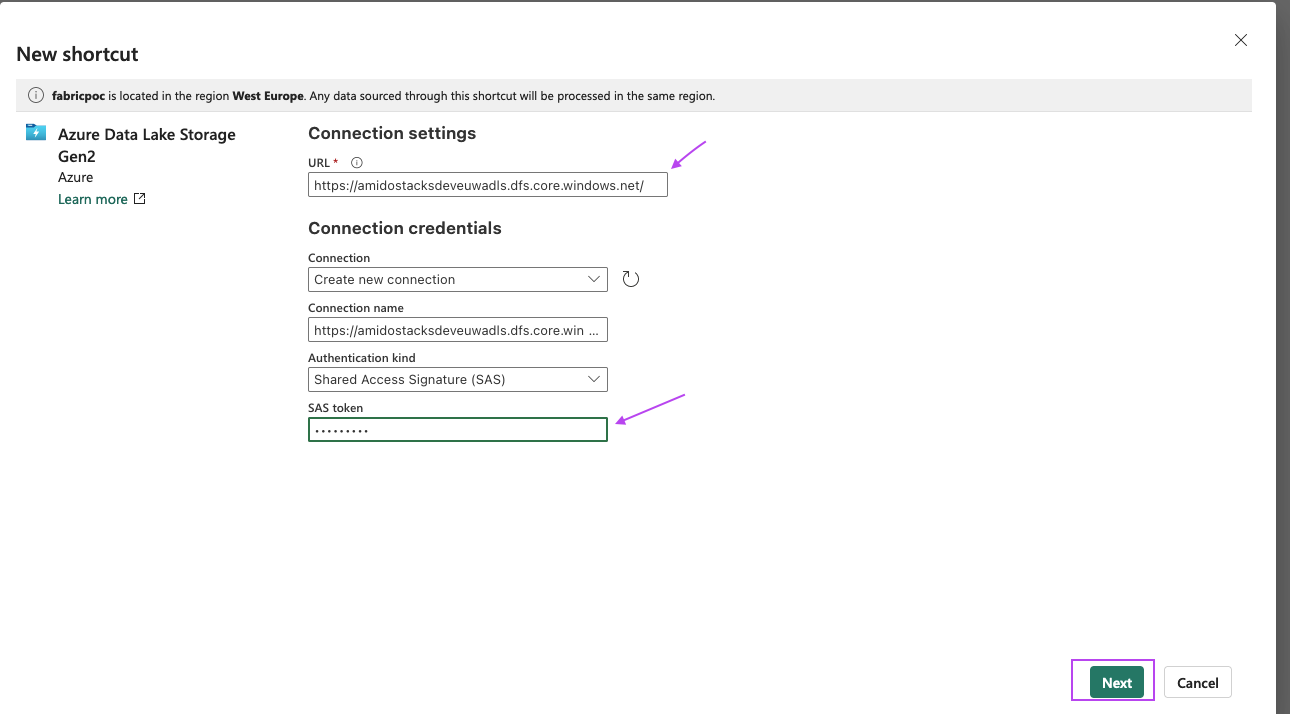 New shortcut
fabricpoc is located in the region West Europe. Any data sourced through this shortcut will be processed in the same region.
Azure Data Lake Storage
Gen2
Azure
Learn more
Connection settings
URL *
https://amidostacksdeveuwadls.dfs.core.windows.net/
Connection credentials
Connection
Create new connection
Connection name
https://amidostacksdeveuwadls.dfs.core.win ...
Authentication kind
Shared Access Signature (SAS)
SAS token
•••••••••
Next
Cancel